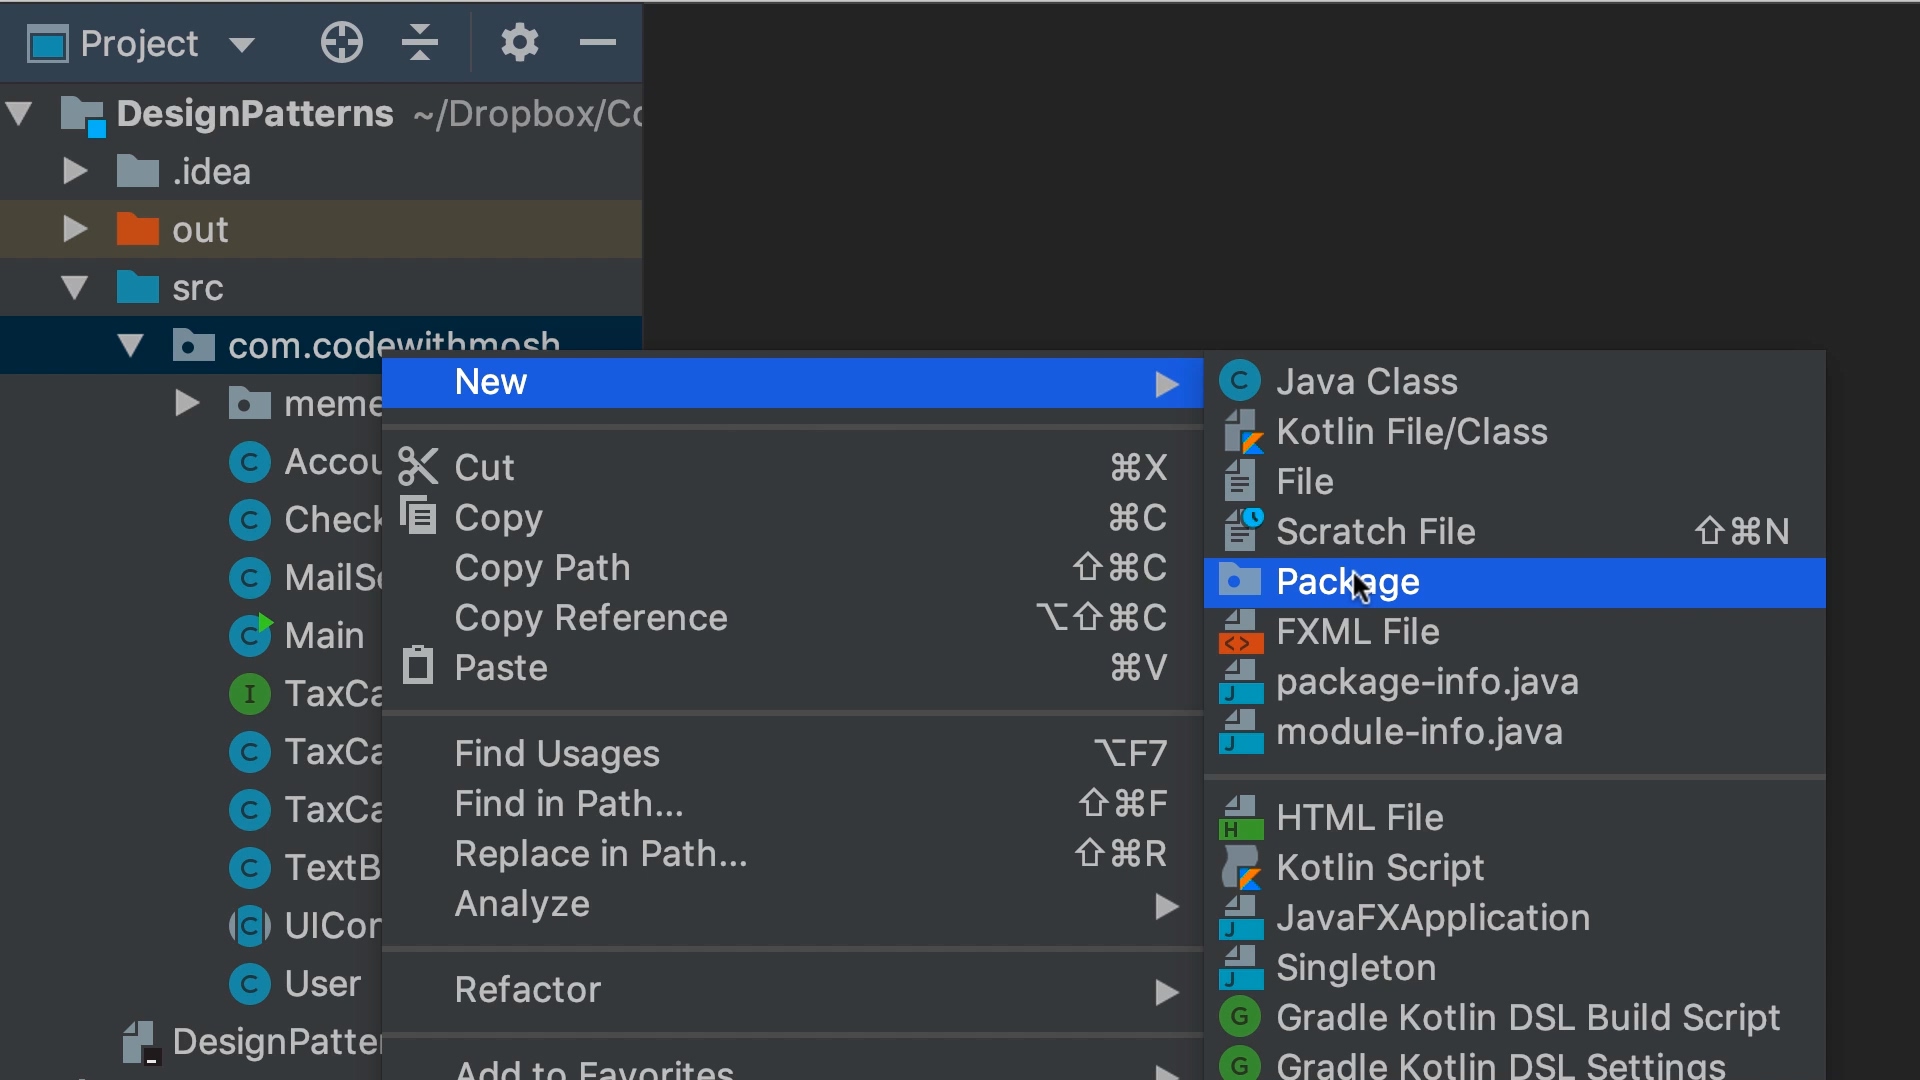 Project
DesignPatterns ~/Dropbox/Co
.idea
out
src
com.codewithmosh
meme
Accou
Check
MailSe
Main
TaxCa
TaxCa
TaxCa
TextB
UICon
User
DesignPatter
New
Cut ⌘X
Copy ⌘C
Copy Path ⇧⌘C
Copy Reference ⌥⇧⌘C
Paste ⌘V
Find Usages ⌥F7
Find in Path... ⇧⌘F
Replace in Path... ⇧⌘R
Analyze
Refactor
Add to Favorites
Java Class
Kotlin File/Class
File
Scratch File ⇧⌘N
Package
FXML File
package-info.java
module-info.java
HTML File
Kotlin Script
JavaFXApplication
Singleton
Gradle Kotlin DSL Build Script
Gradle Kotlin DSL Settings